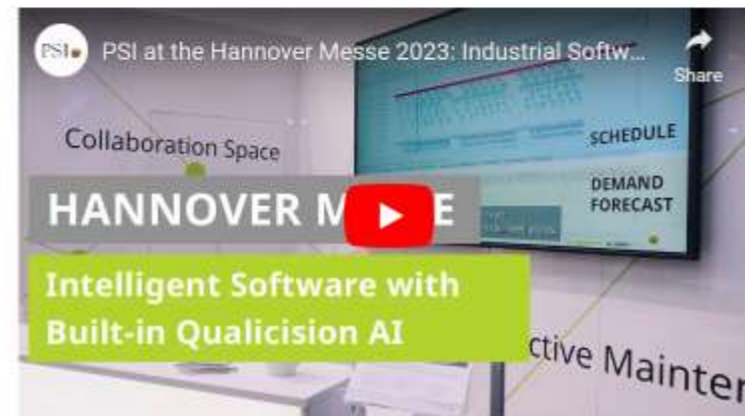 PSI
PSI at the Hannover Messe 2023: Industrial Softw...
Share
Collaboration Space
SCHEDULE
DEMAND
FORECAST
HANNOVER M E
Intelligent Software with
Built-in Qualicision AI
ctive Mainter